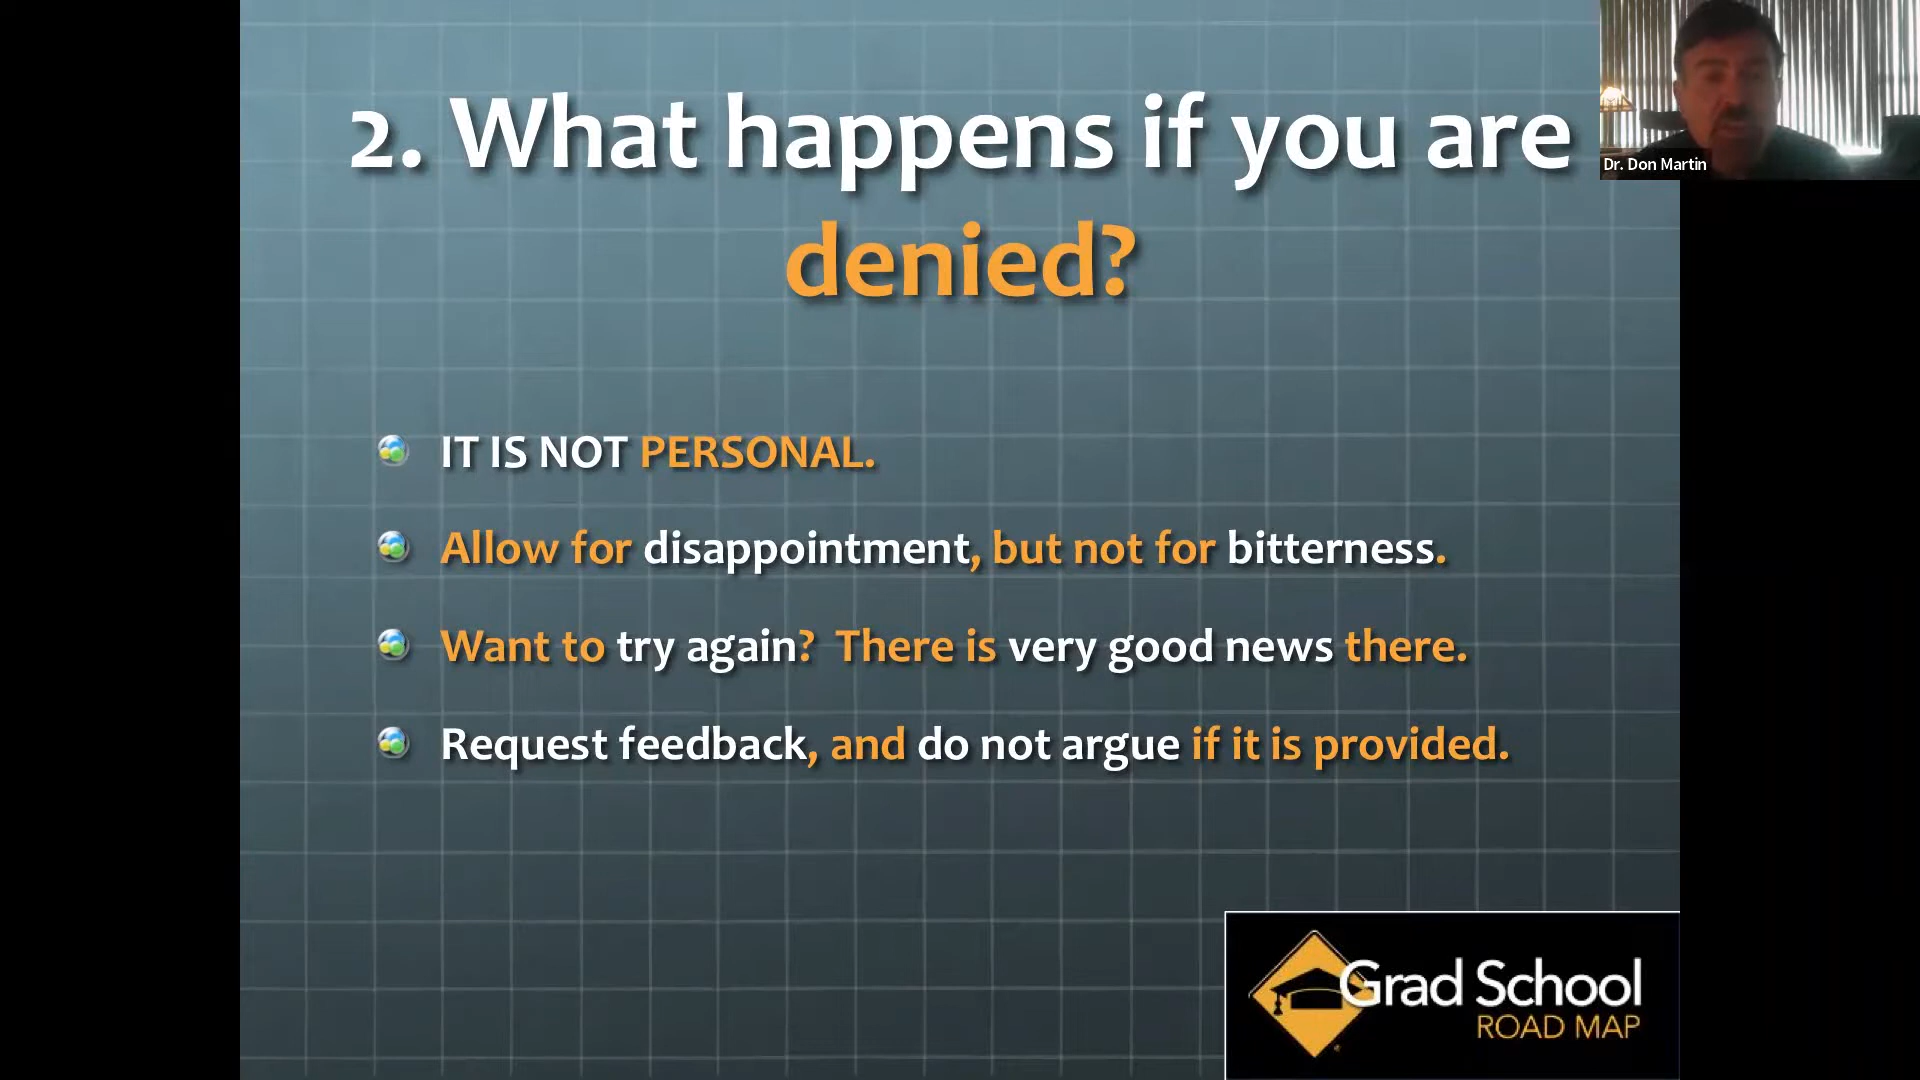 2. What happens if you are
denied?
Dr. Don Martin
IT IS NOT PERSONAL.
Allow for disappointment, but not for bitterness.
Want to try again? There is very good news there.
Request feedback, and do not argue if it is provided.
Grad School
ROAD MAP